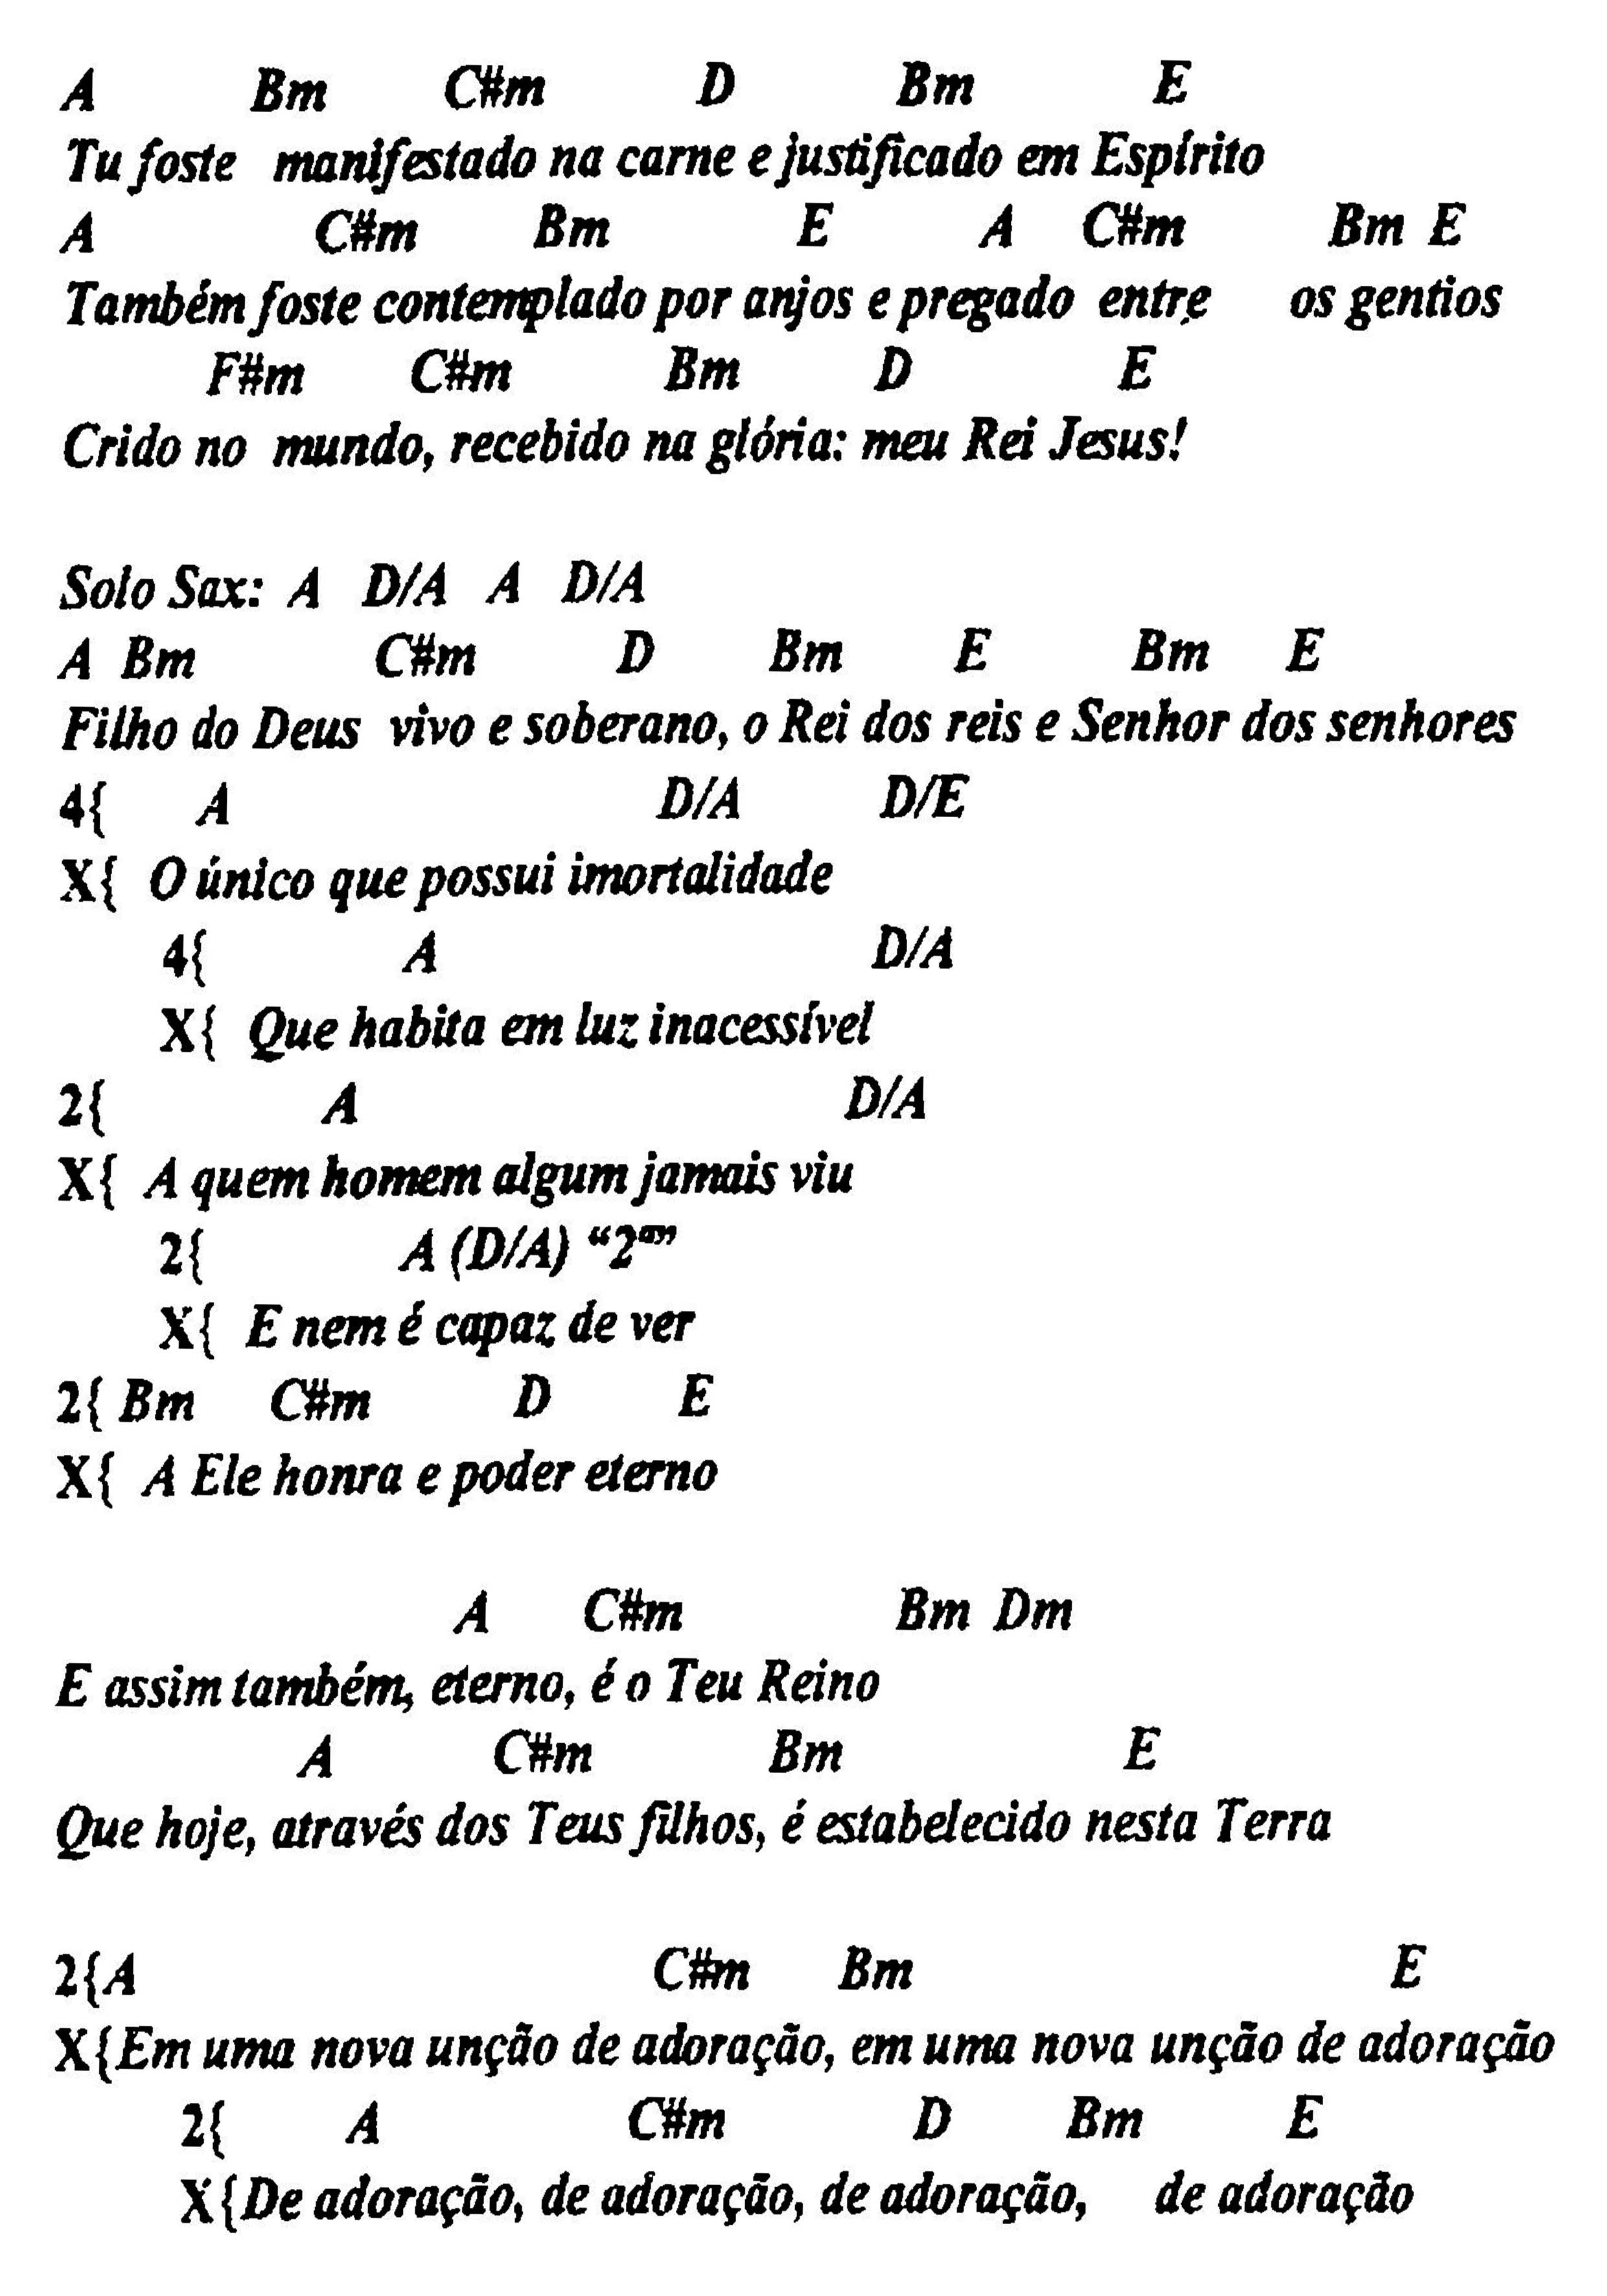 A Bm C#m D Bm E
Tu foste manifestado na carne e justificado em Espírito
A C#m Bm E A C#m Bm E
Também foste contemplado por anjos e pregado entre os gentios
F#m C#m Bm D E
Crido no mundo, recebido na glória: meu Rei Jesus!
Solo Sax: A D/A A D/A
A Bm C#m D Bm E Bm E
Filho do Deus vivo e soberano, o Rei dos reis e Senhor dos senhores
4{ A D/A D/E
X{ O único que possui imortalidade
4{ A D/A
X{ Que habita em luz inacessível
2{ A D/A
X{ A quem homem algum jamais viu
2{ A (D/A) “2ª”
X{ E nem é capaz de ver
2{ Bm C#m D E
X{ A Ele honra e poder eterno
A C#m Bm Dm
E assim também, eterno, é o Teu Reino
A C#m Bm E
Que hoje, através dos Teus filhos, é estabelecido nesta Terra
2{A C#m Bm E
X{Em uma nova unção de adoração, em uma nova unção de adoração
2{ A C#m D Bm E
X{De adoração, de adoração, de adoração, de adoração